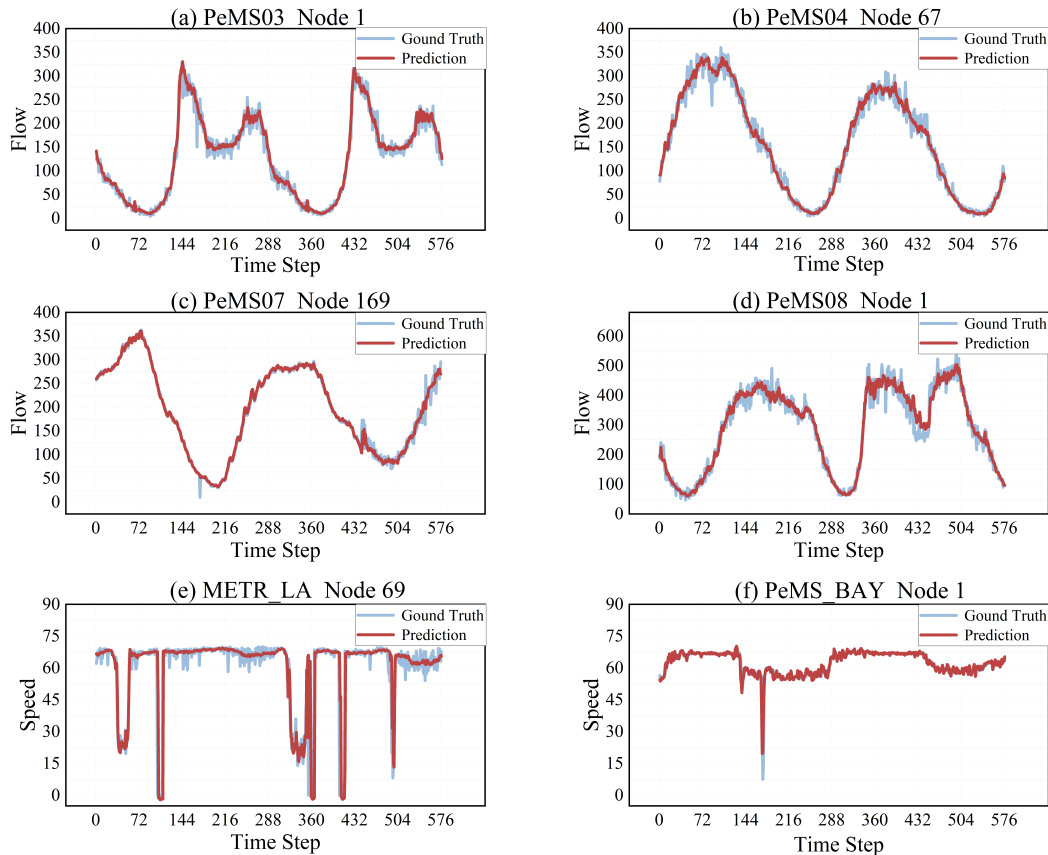 (a) PeMS03 Node 1
400
350
300
250
200
150
100
50
0
Flow
Gound Truth
Prediction
0 72 144 216 288 360 432 504 576
Time Step
(b) PeMS04 Node 67
400
350
300
250
200
150
100
50
0
Flow
Gound Truth
Prediction
0 72 144 216 288 360 432 504 576
Time Step
(c) PeMS07 Node 169
400
350
300
250
200
150
100
50
0
Flow
Gound Truth
Prediction
0 72 144 216 288 360 432 504 576
Time Step
(d) PeMS08 Node 1
600
500
400
300
200
100
0
Flow
Gound Truth
Prediction
0 72 144 216 288 360 432 504 576
Time Step
(e) METR_LA Node 69
90
75
60
45
30
15
0
Speed
Gound Truth
Prediction
0 72 144 216 288 360 432 504 576
Time Step
(f) PeMS_BAY Node 1
90
75
60
45
30
15
0
Speed
Gound Truth
Prediction
0 72 144 216 288 360 432 504 576
Time Step